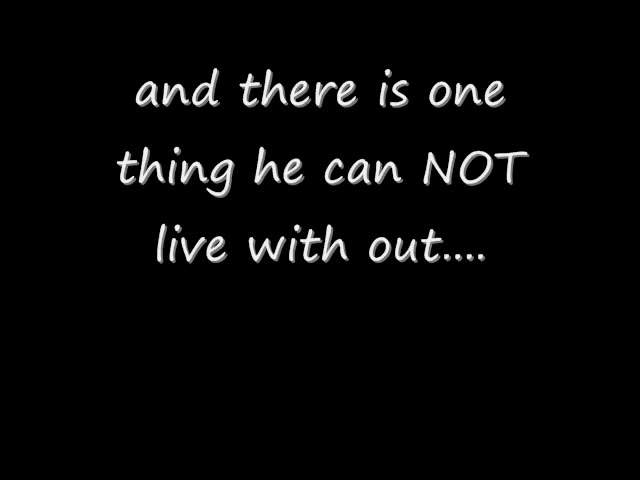 and there is one
thing he can NOT
live with out....